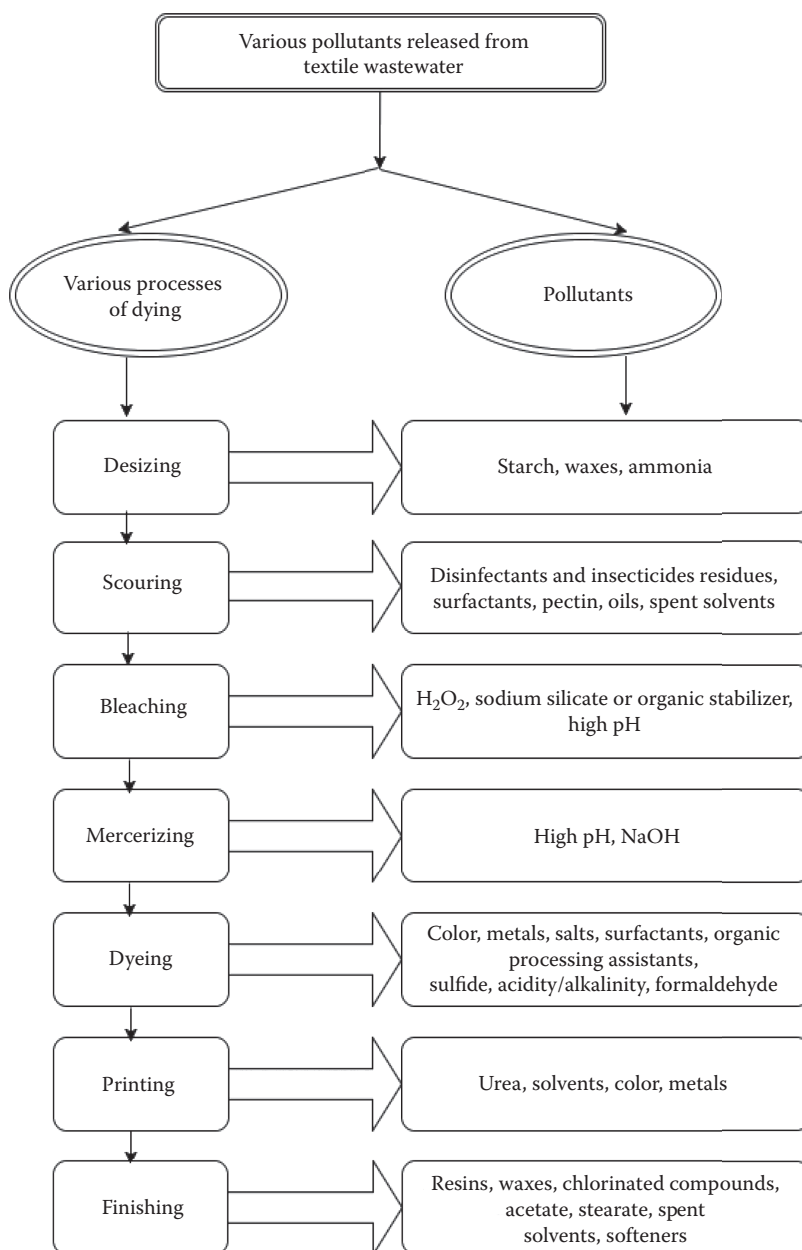 Various pollutants released from
textile wastewater
Various processes
of dying
Pollutants
Desizing
Starch, waxes, ammonia
Scouring
Disinfectants and insecticides residues,
surfactants, pectin, oils, spent solvents
Bleaching
H₂O₂, sodium silicate or organic stabilizer,
high pH
Mercerizing
High pH, NaOH
Dyeing
Color, metals, salts, surfactants, organic
processing assistants,
sulfide, acidity/alkalinity, formaldehyde
Printing
Urea, solvents, color, metals
Finishing
Resins, waxes, chlorinated compounds,
acetate, stearate, spent
solvents, softeners